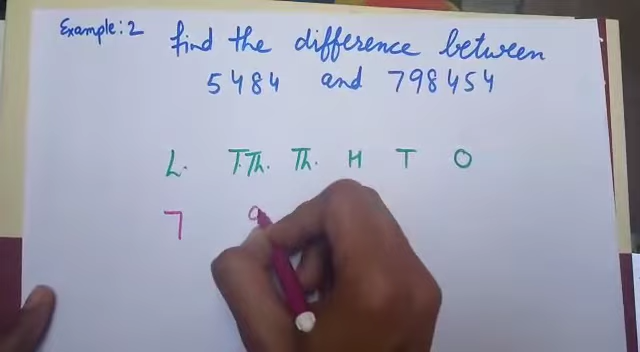 Example:2 find the difference between
5484 and 798454
L. T.Th. Th. H T O
7 9